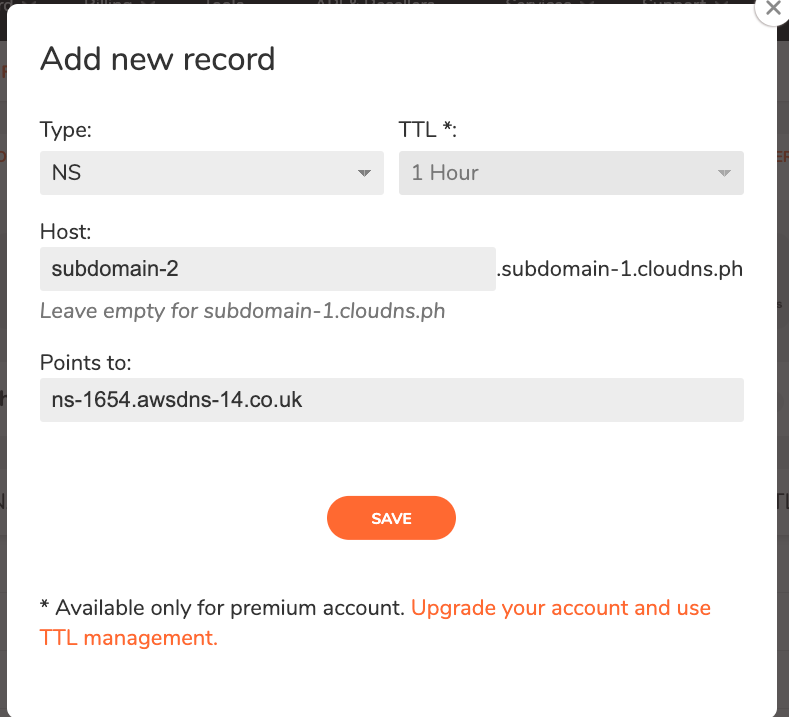 Add new record
Type:
TTL *:
NS
1 Hour
Host:
subdomain-2
.subdomain-1.cloudns.ph
Leave empty for subdomain-1.cloudns.ph
Points to:
ns-1654.awsdns-14.co.uk
SAVE
* Available only for premium account. Upgrade your account and use
TTL management.